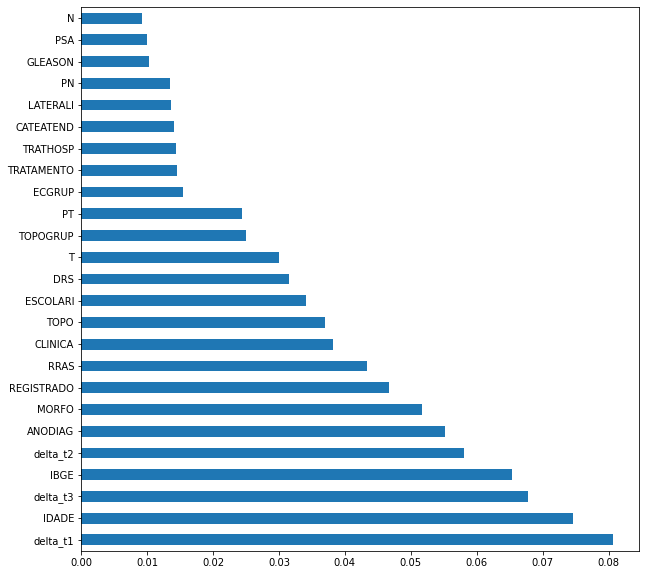 N
PSA
GLEASON
PN
LATERALI
CATEATEND
TRATHOSP
TRATAMENTO
ECGRUP
PT
TOPOGRUP
T
DRS
ESCOLARI
TOPO
CLINICA
RRAS
REGISTRADO
MORFO
ANODIAG
delta_t2
IBGE
delta_t3
IDADE
delta_t1
0.00 0.01 0.02 0.03 0.04 0.05 0.06 0.07 0.08